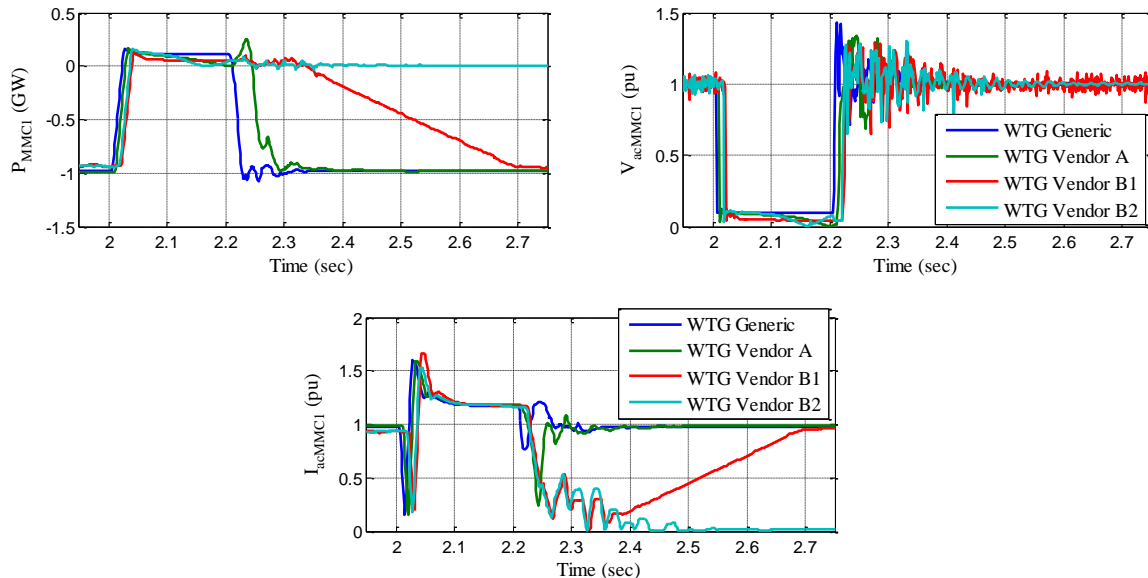 P_MMC1 (GW)
0.5
0
-0.5
-1
-1.5
2 2.1 2.2 2.3 2.4 2.5 2.6 2.7
Time (sec)
V_acMMC1 (pu)
1.5
1
0.5
0
2 2.1 2.2 2.3 2.4 2.5 2.6 2.7
Time (sec)
WTG Generic
WTG Vendor A
WTG Vendor B1
WTG Vendor B2
I_acMMC1 (pu)
2
1.5
1
0.5
0
2 2.1 2.2 2.3 2.4 2.5 2.6 2.7
Time (sec)
WTG Generic
WTG Vendor A
WTG Vendor B1
WTG Vendor B2